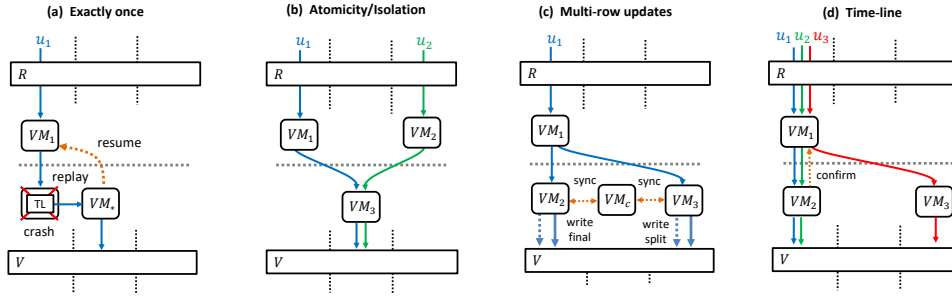 (a) Exactly once
u₁
R
VM₁
resume
replay
TL
VM*
crash
V
(b) Atomicity/Isolation
u₁
u₂
R
VM₁
VM₂
VM₃
V
(c) Multi-row updates
u₁
R
VM₁
sync
sync
VM₂
VM_c
VM₃
write
final
write
split
V
(d) Time-line
u₁ u₂ u₃
R
VM₁
confirm
VM₂
VM₃
V